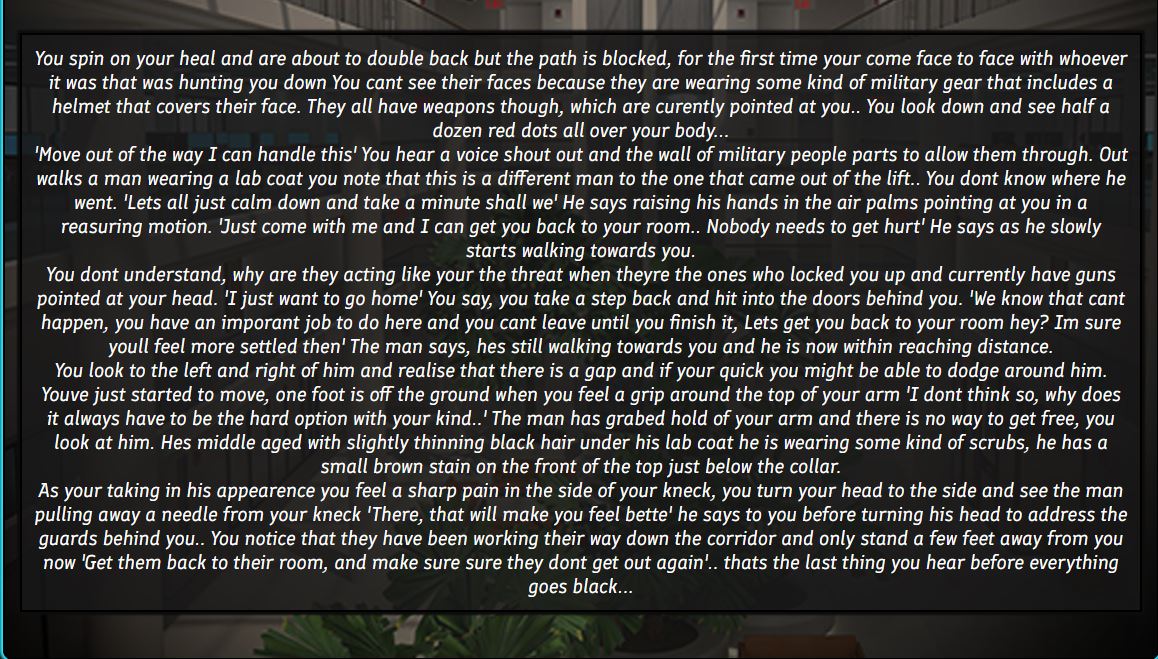 You spin on your heal and are about to double back but the path is blocked, for the first time your come face to face with whoever
it was that was hunting you down You cant see their faces because they are wearing some kind of military gear that includes a
helmet that covers their face. They all have weapons though, which are curently pointed at you.. You look down and see half a
dozen red dots all over your body...
'Move out of the way I can handle this' You hear a voice shout out and the wall of military people parts to allow them through. Out
walks a man wearing a lab coat you note that this is a different man to the one that came out of the lift.. You dont know where he
went. 'Lets all just calm down and take a minute shall we' He says raising his hands in the air palms pointing at you in a
reasuring motion. 'Just come with me and I can get you back to your room.. Nobody needs to get hurt' He says as he slowly
starts walking towards you.
You dont understand, why are they acting like your the threat when theyre the ones who locked you up and currently have guns
pointed at your head. 'I just want to go home' You say, you take a step back and hit into the doors behind you. 'We know that cant
happen, you have an imporant job to do here and you cant leave until you finish it, Lets get you back to your room hey? Im sure
youll feel more settled then' The man says, hes still walking towards you and he is now within reaching distance.
You look to the left and right of him and realise that there is a gap and if your quick you might be able to dodge around him.
Youve just started to move, one foot is off the ground when you feel a grip around the top of your arm 'I dont think so, why does
it always have to be the hard option with your kind..' The man has grabed hold of your arm and there is no way to get free, you
look at him. Hes middle aged with slightly thinning black hair under his lab coat he is wearing some kind of scrubs, he has a
small brown stain on the front of the top just below the collar.
As your taking in his appearence you feel a sharp pain in the side of your kneck, you turn your head to the side and see the man
pulling away a needle from your kneck 'There, that will make you feel bette' he says to you before turning his head to address the
guards behind you.. You notice that they have been working their way down the corridor and only stand a few feet away from you
now 'Get them back to their room, and make sure sure they dont get out again'.. thats the last thing you hear before everything
goes black...